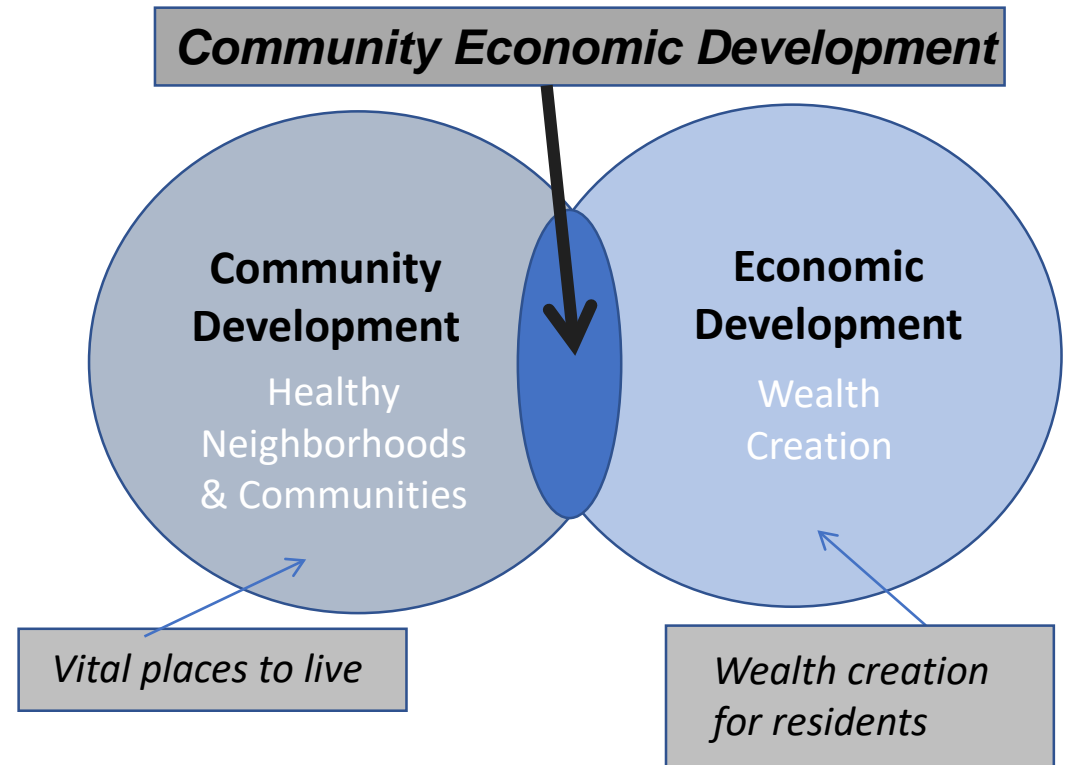 Community Economic Development
Community
Development
Healthy
Neighborhoods
& Communities
Economic
Development
Wealth
Creation
Vital places to live
Wealth creation
for residents